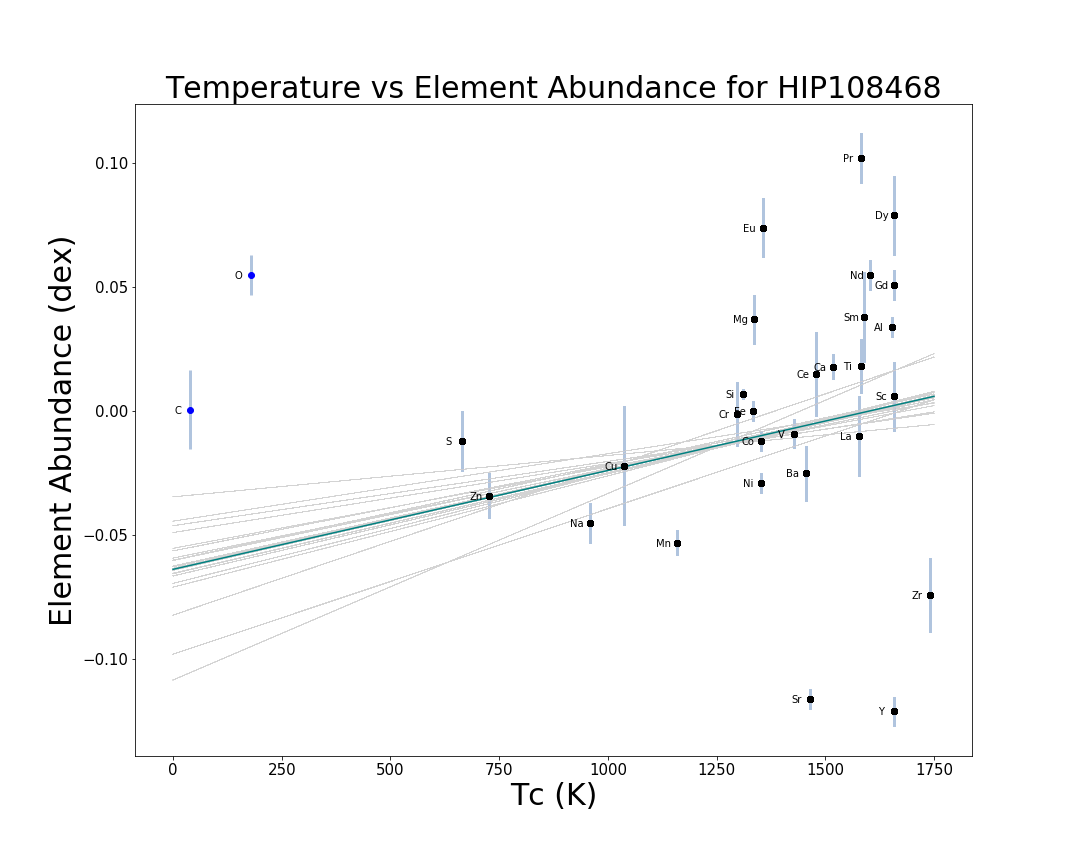 Temperature vs Element Abundance for HIP108468
Element Abundance (dex)
0.10
0.05
0.00
−0.05
−0.10
Pr
Dy
Eu
O
Nd
Gd
Mg
Sm
Al
Ca
Ti
Ce
Si
Sc
C
Cr
Fe
S
Co
V
La
Cu
Ba
Ni
Zn
Na
Mn
Zr
Sr
Y
0
250
500
750
1000
1250
1500
1750
Tc (K)